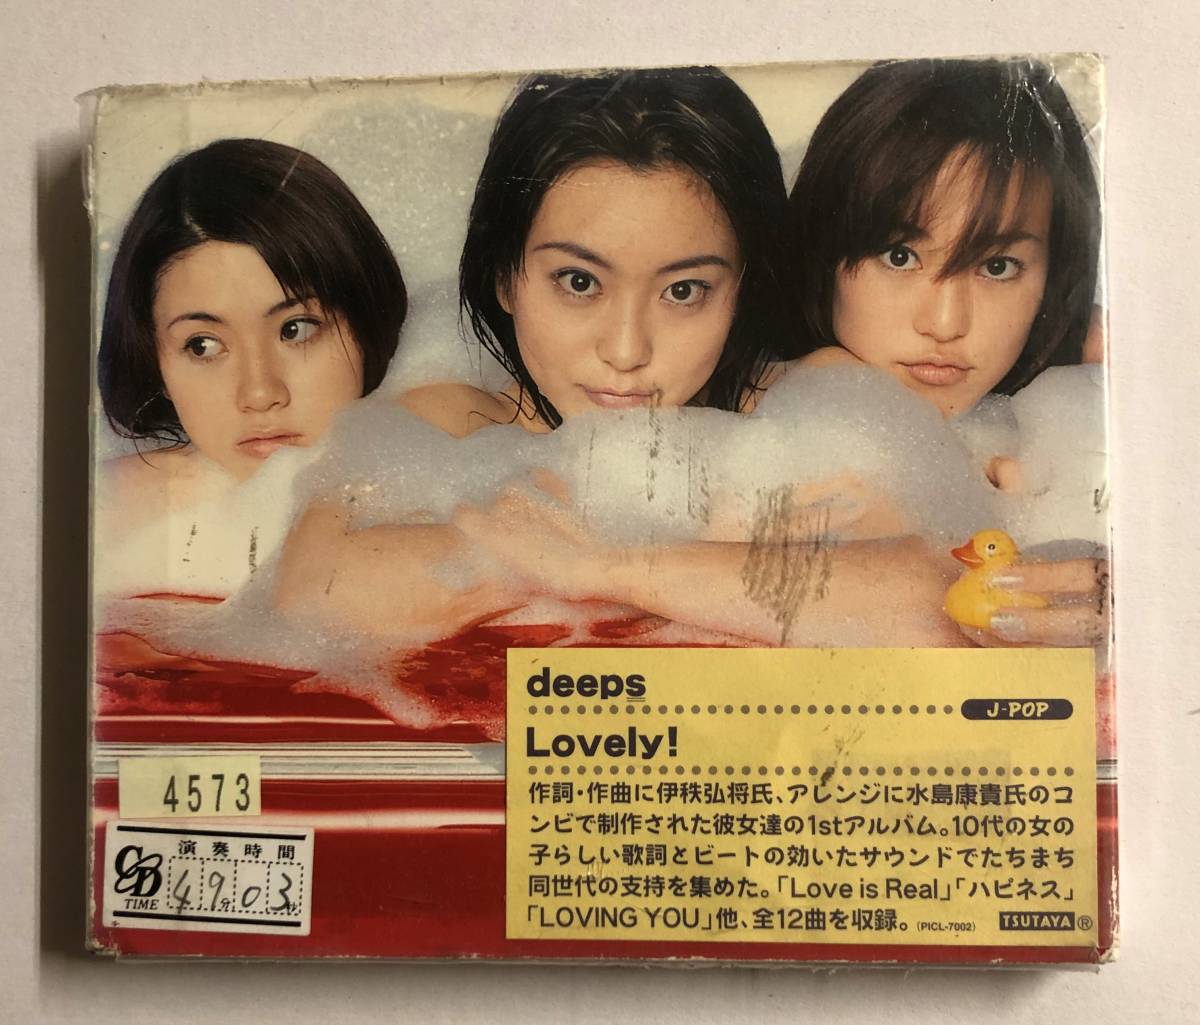 deeps
J-POP
Lovely!
作詞・作曲に伊秩弘将氏、アレンジに水島康貴氏のコ
ンビで制作された彼女達の1stアルバム。10代の女の
子らしい歌詞とビートの効いたサウンドでたちまち
同世代の支持を集めた。「Love is Real」「ハピネス」
「LOVING YOU」他、全12曲を収録。(PICL-7002) TSUTAYA®
4573
演奏時間
CD
TIME
49分03秒